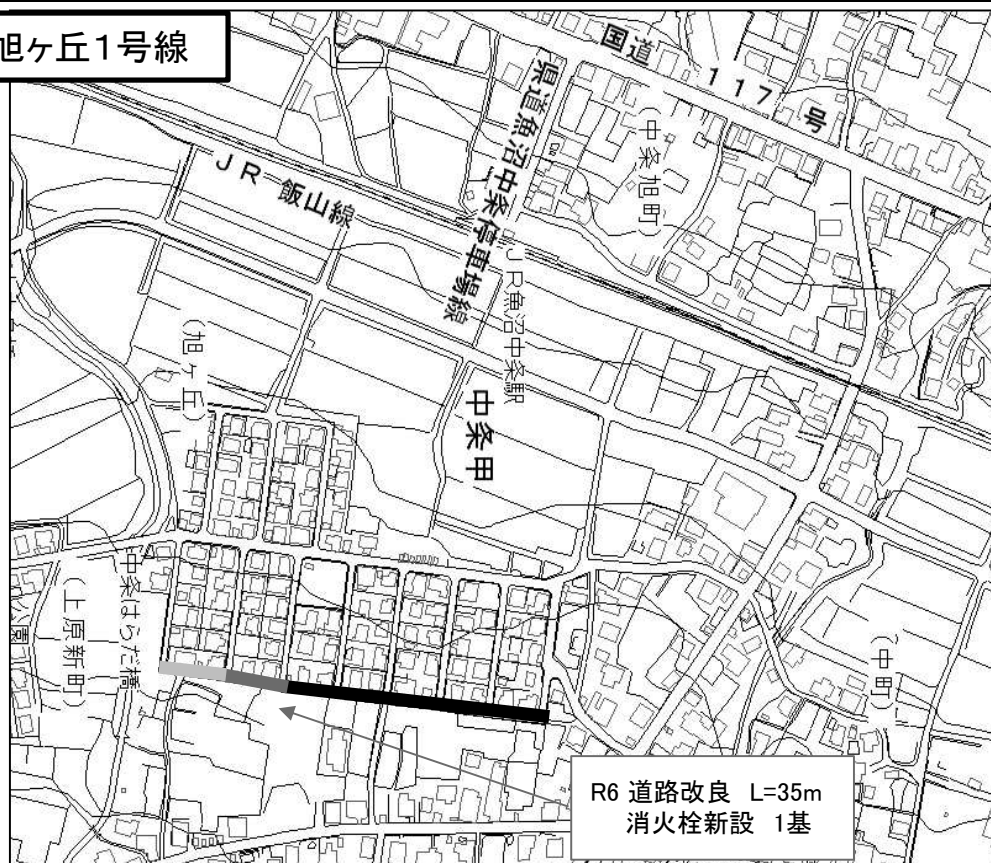 旭ヶ丘1号線
国道117号
県道魚沼中条停車場線
(中条旭町)
JR飯山線
JR魚沼中条駅
(旭ヶ丘)
中条甲
中条はらだ橋
(上原新町)
公園
(中町)
R6 道路改良 L=35m
消火栓新設 1基